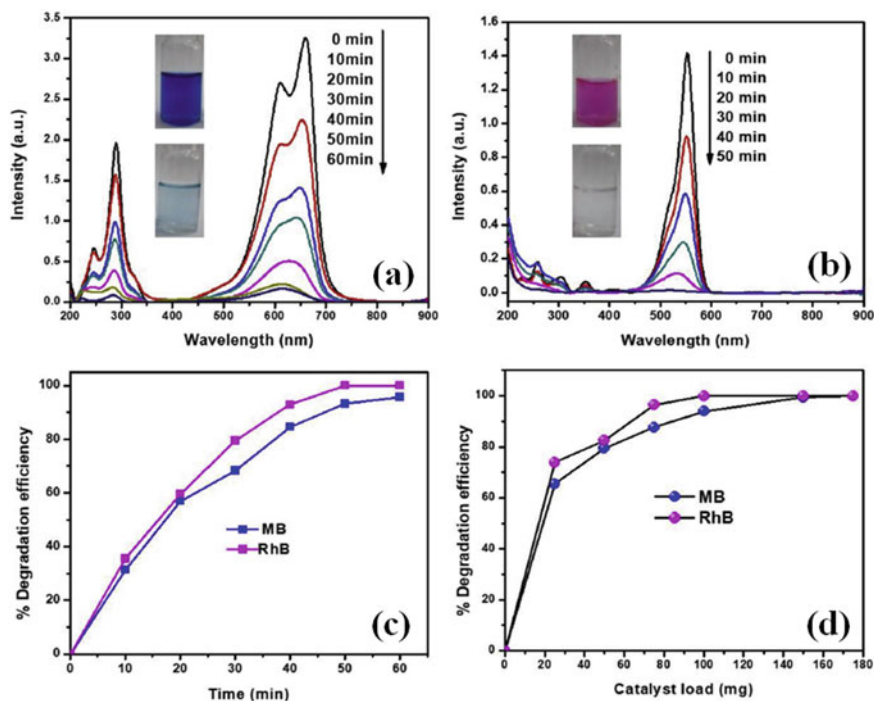 3.5
3.0
2.5
2.0
1.5
1.0
0.5
0.0
Intensity (a.u.)
0 min
10min
20min
30min
40min
50min
60min
(a)
200 300 400 500 600 700 800 900
Wavelength (nm)
1.6
1.4
1.2
1.0
0.8
0.6
0.4
0.2
0.0
Intensity (a.u.)
0 min
10 min
20 min
30 min
40 min
50 min
(b)
200 300 400 500 600 700 800 900
Wavelength (nm)
100
80
60
40
20
0
% Degradation efficiency
MB
RhB
(c)
0 10 20 30 40 50 60
Time (min)
100
80
60
40
20
0
% Degradation efficiency
MB
RhB
(d)
0 20 40 60 80 100 120 140 160 180
Catalyst load (mg)